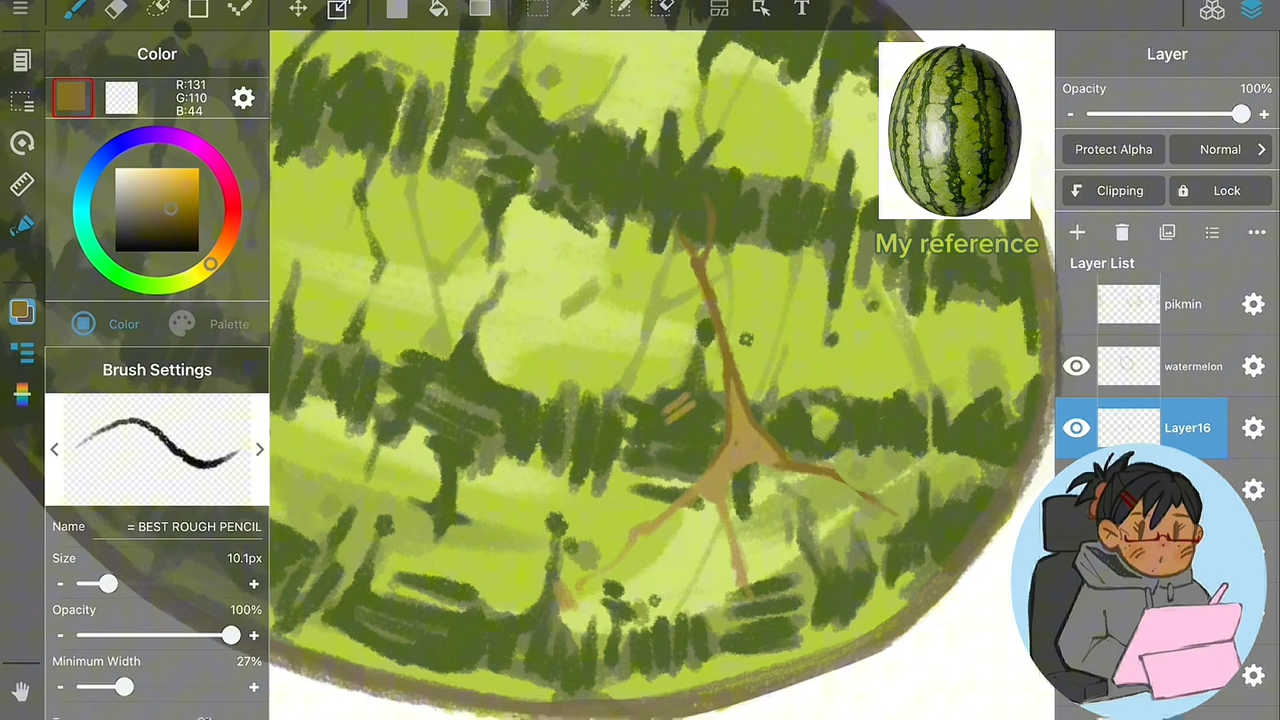 Color
R:131
G:110
B:44
Color
Palette
Brush Settings
Name
= BEST ROUGH PENCIL
Size
10.1px
-
+
Opacity
100%
-
+
Minimum Width
27%
-
+
My reference
Layer
Opacity
100%
-
+
Protect Alpha
Normal
Clipping
Lock
Layer List
pikmin
watermelon
Layer16